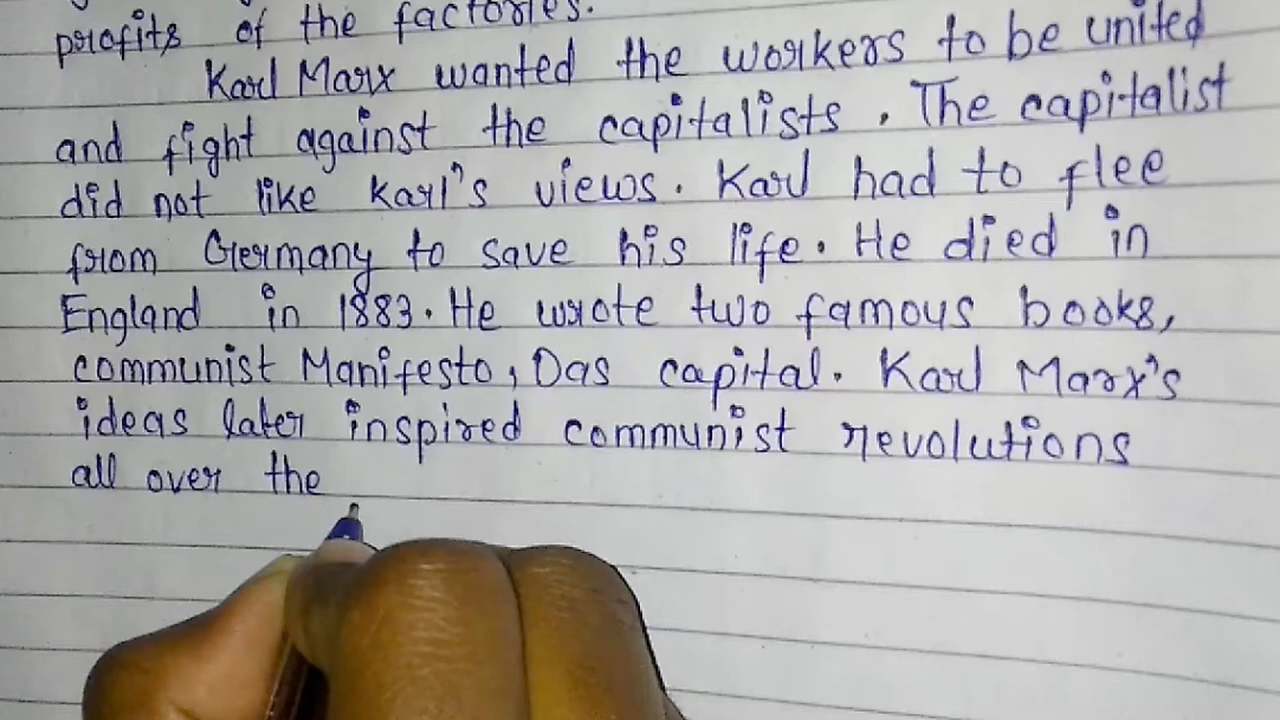 profits of the factories.
Karl Marx wanted the workers to be united
and fight against the capitalists. The capitalist
did not like Karl's views. Karl had to flee
from Germany to save his life. He died in
England in 1883. He wrote two famous books,
communist Manifesto, Das capital. Karl Marx's
ideas later inspired communist revolutions
all over the